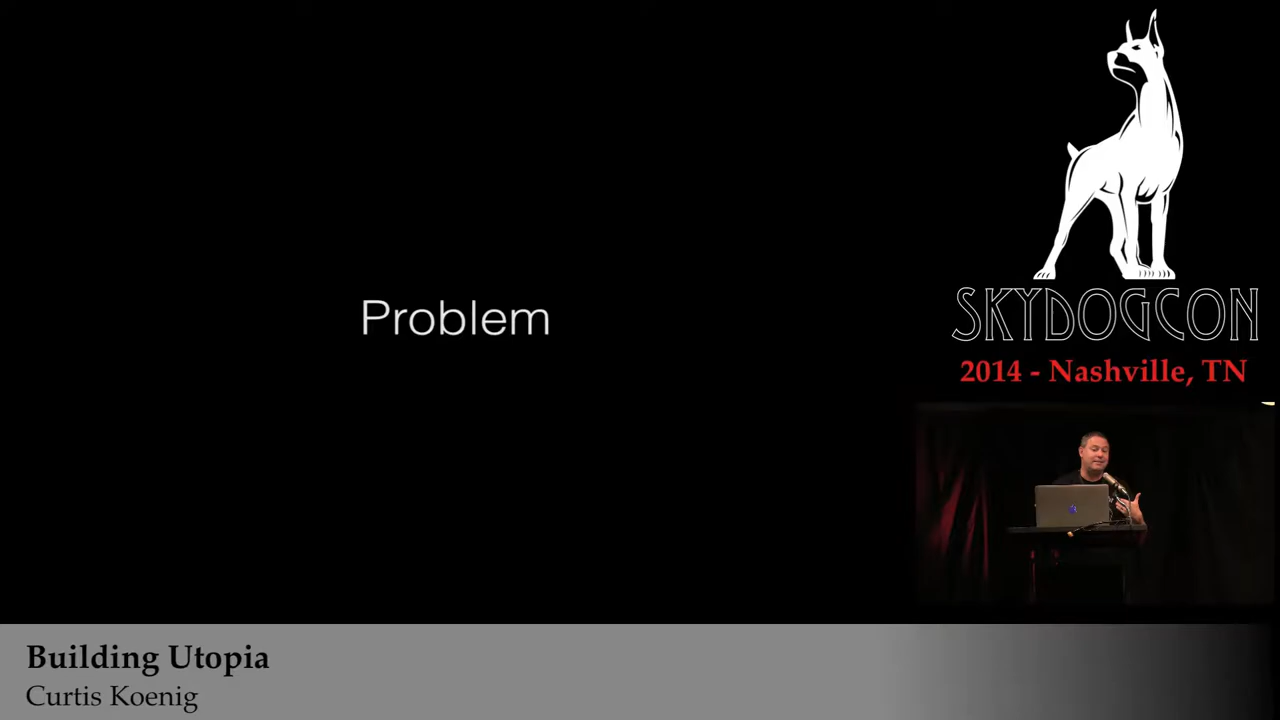 Problem
SKYDOGCON
2014 - Nashville, TN
Building Utopia
Curtis Koenig